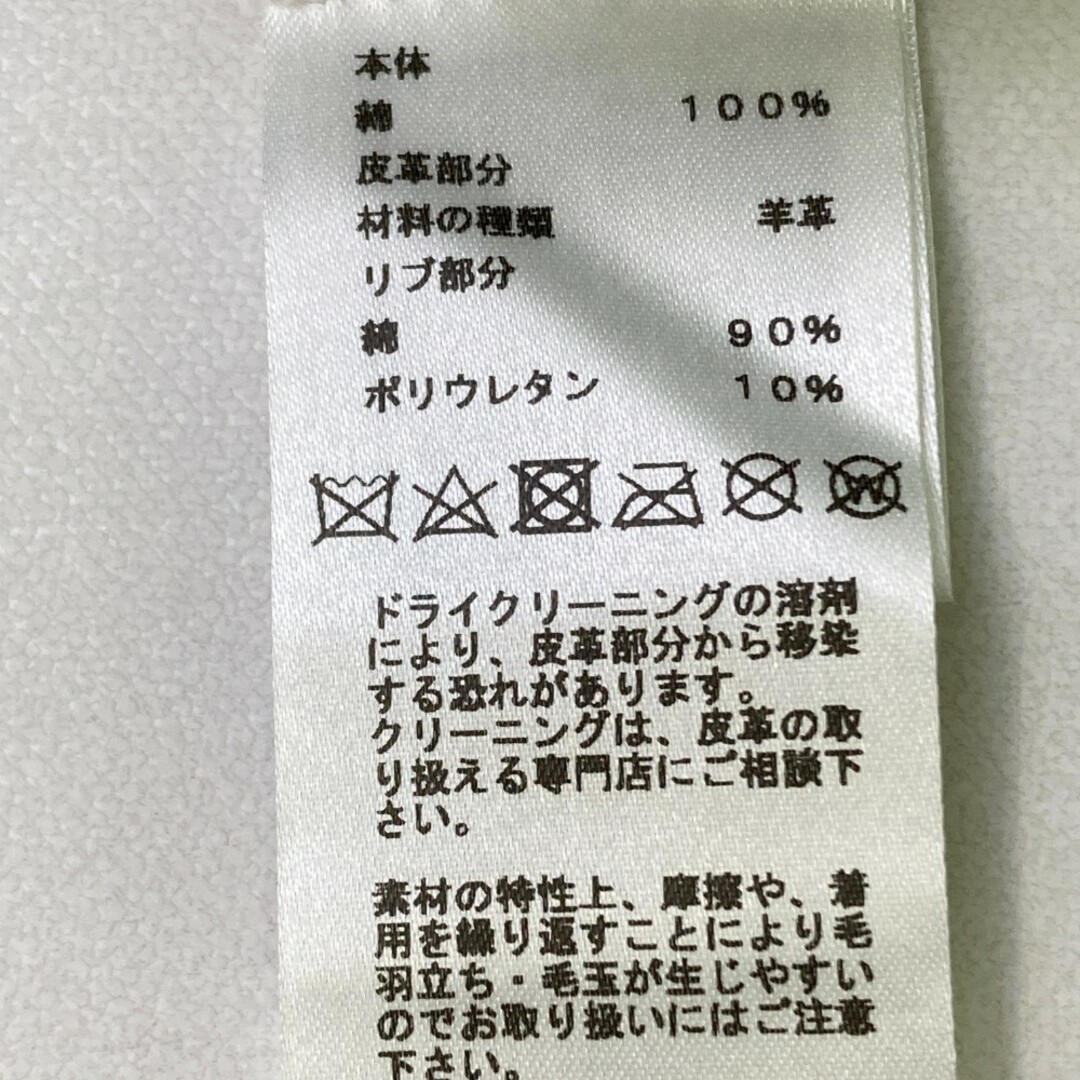 本体
綿 100%
皮革部分
材料の種類 羊革
リブ部分
綿 90%
ポリウレタン 10%
W
ドライクリーニングの溶剤
により、皮革部分から移染
する恐れがあります。
クリーニングは、皮革の取
り扱える専門店にご相談下
さい。
素材の特性上、摩擦や、着
用を繰り返すことにより毛
羽立ち・毛玉が生じやすい
のでお取り扱いにはご注意
下さい。